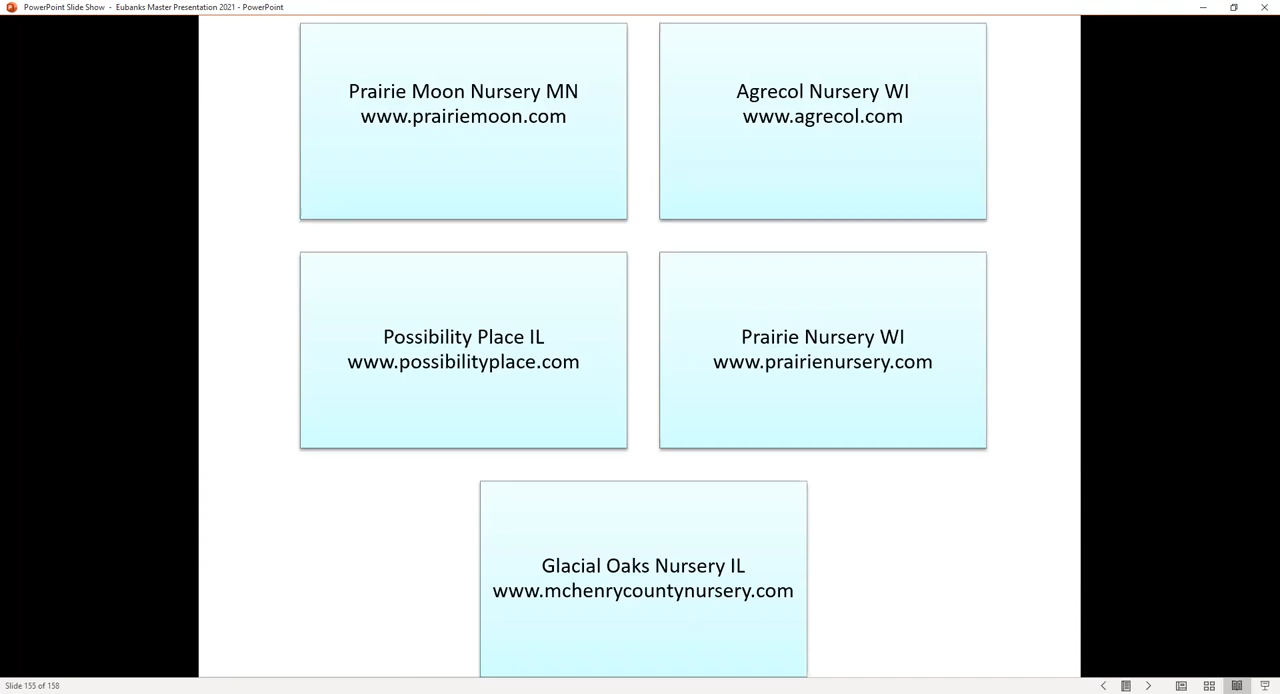 PowerPoint Slide Show - Eubanks Master Presentation 2021 - PowerPoint
Prairie Moon Nursery MN
www.prairiemoon.com
Agrecol Nursery WI
www.agrecol.com
Possibility Place IL
www.possibilityplace.com
Prairie Nursery WI
www.prairienursery.com
Glacial Oaks Nursery IL
www.mchenrycountynursery.com
Slide 155 of 158